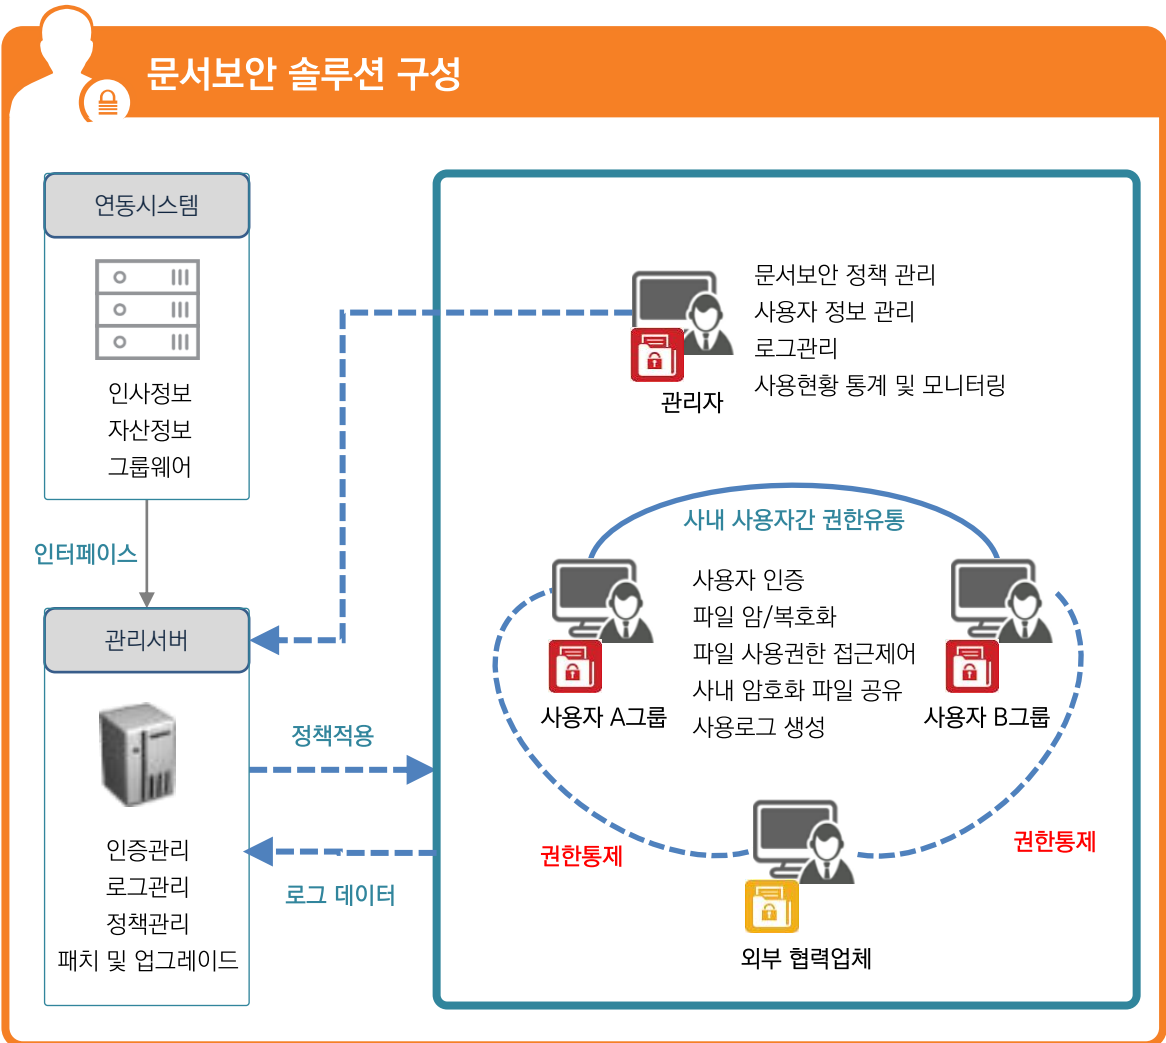 문서보안 솔루션 구성
연동시스템
인사정보
자산정보
그룹웨어
인터페이스
관리서버
인증관리
로그관리
정책관리
패치 및 업그레이드
정책적용
로그 데이터
관리자
문서보안 정책 관리
사용자 정보 관리
로그관리
사용현황 통계 및 모니터링
사내 사용자간 권한유통
사용자 A그룹
사용자 인증
파일 암/복호화
파일 사용권한 접근제어
사내 암호화 파일 공유
사용로그 생성
사용자 B그룹
권한통제
권한통제
외부 협력업체